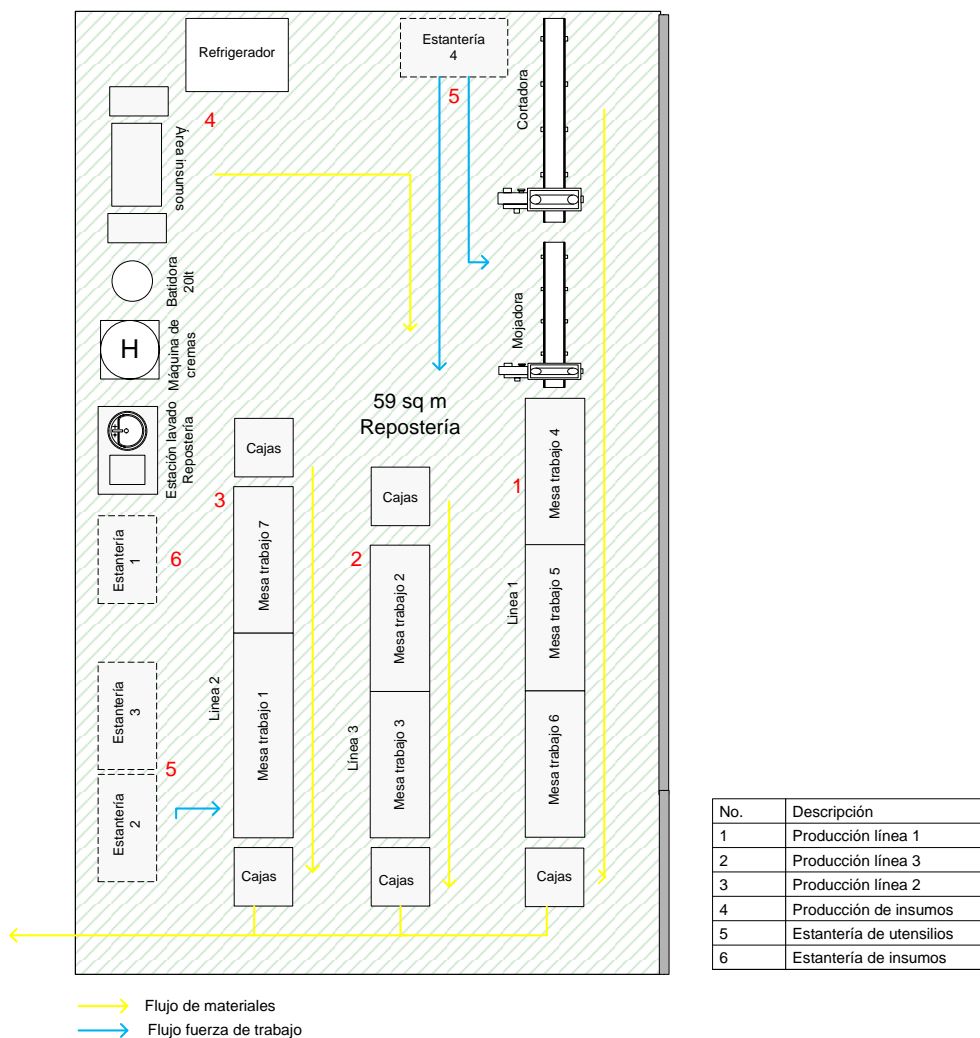 Refrigerador
Estantería
4
5
Cortadora
4
Área insumos
Batidora
20lt
Mojadora
H
Máquina de
cremas
59 sq m
Repostería
Estación lavado
Repostería
Cajas
3
Cajas
1
Mesa trabajo 4
Mesa trabajo 7
2
Estantería
1
6
Mesa trabajo 2
Mesa trabajo 5
Linea 1
Estantería
3
Linea 2
Mesa trabajo 1
Línea 3
Mesa trabajo 3
Mesa trabajo 6
5
Estantería
2
Cajas
Cajas
Cajas
No. Descripción
1 Producción línea 1
2 Producción línea 3
3 Producción línea 2
4 Producción de insumos
5 Estantería de utensilios
6 Estantería de insumos
Flujo de materiales
Flujo fuerza de trabajo